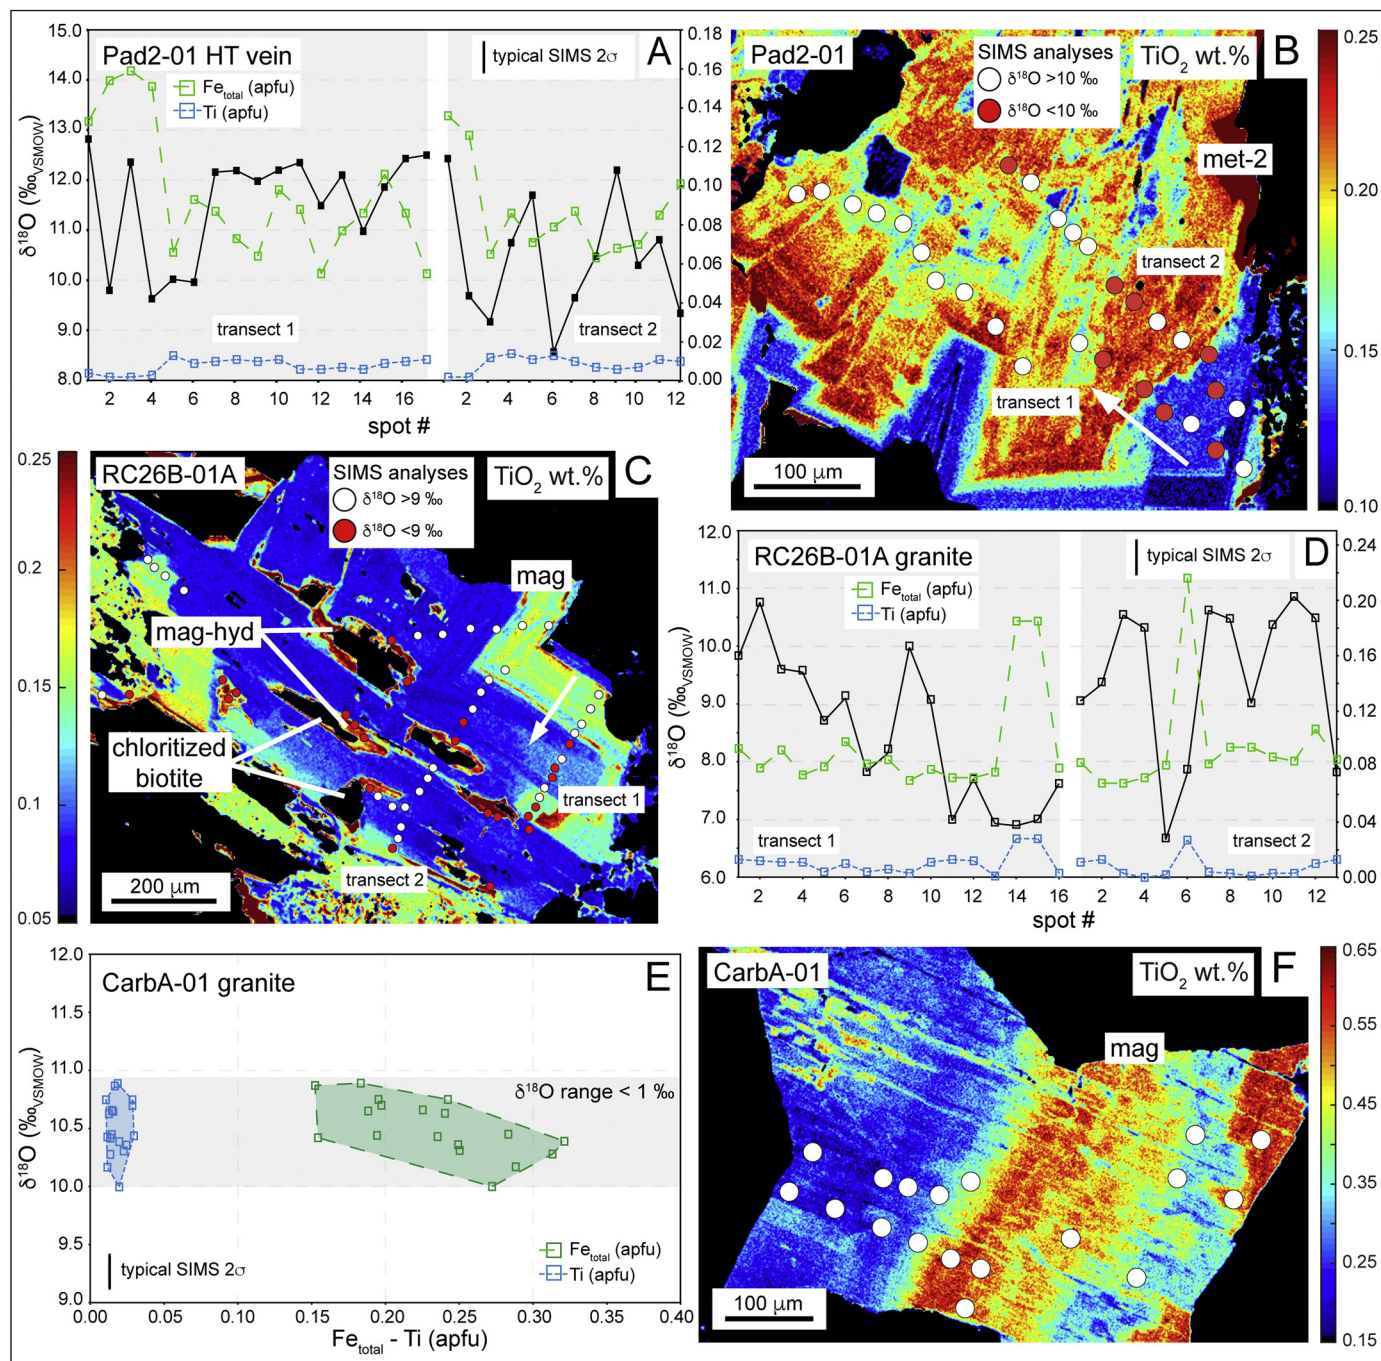 A
Pad2-01 HT vein
typical SIMS 2σ
Fe_total (apfu)
Ti (apfu)
δ18O (‰VSMOW)
15.0
14.0
13.0
12.0
11.0
10.0
9.0
8.0
0.18
0.16
0.14
0.12
0.10
0.08
0.06
0.04
0.02
0.00
transect 1
transect 2
2 4 6 8 10 12 14 16 2 4 6 8 10 12
spot #
B
Pad2-01
SIMS analyses
δ18O >10 ‰
δ18O <10 ‰
TiO2 wt.%
met-2
transect 2
transect 1
100 µm
0.25
0.20
0.15
0.10
C
RC26B-01A
SIMS analyses
δ18O >9 ‰
δ18O <9 ‰
TiO2 wt.%
mag
mag-hyd
chloritized
biotite
transect 1
transect 2
200 µm
0.25
0.2
0.15
0.1
0.05
D
RC26B-01A granite
typical SIMS 2σ
Fe_total (apfu)
Ti (apfu)
δ18O (‰VSMOW)
12.0
11.0
10.0
9.0
8.0
7.0
6.0
0.24
0.20
0.16
0.12
0.08
0.04
0.00
transect 1
transect 2
2 4 6 8 10 12 14 16 2 4 6 8 10 12
spot #
E
CarbA-01 granite
δ18O range < 1 ‰
δ18O (‰VSMOW)
12.0
11.5
11.0
10.5
10.0
9.5
9.0
typical SIMS 2σ
Fe_total (apfu)
Ti (apfu)
0.00 0.10 0.15 0.20 0.25 0.30 0.35 0.40
Fe_total - Ti (apfu)
F
CarbA-01
TiO2 wt.%
mag
100 µm
0.65
0.55
0.45
0.35
0.25
0.15